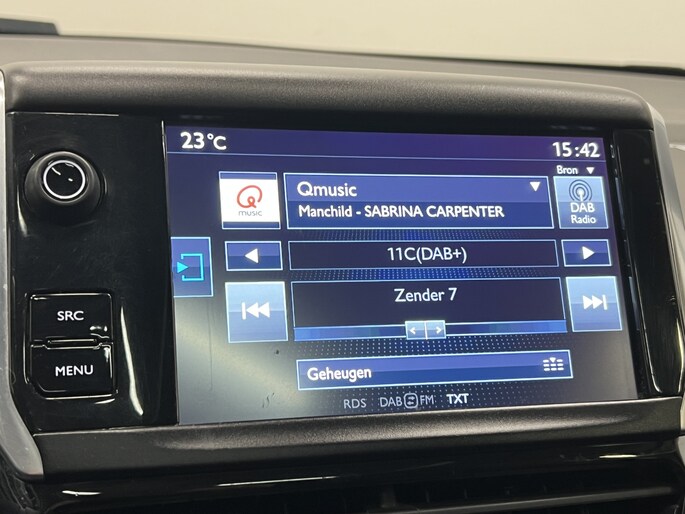 23°C
15:42
Bron
Qmusic
Manchild - SABRINA CARPENTER
Q
music
DAB
Radio
11C(DAB+)
SRC
Zender 7
MENU
Geheugen
RDS DAB FM TXT